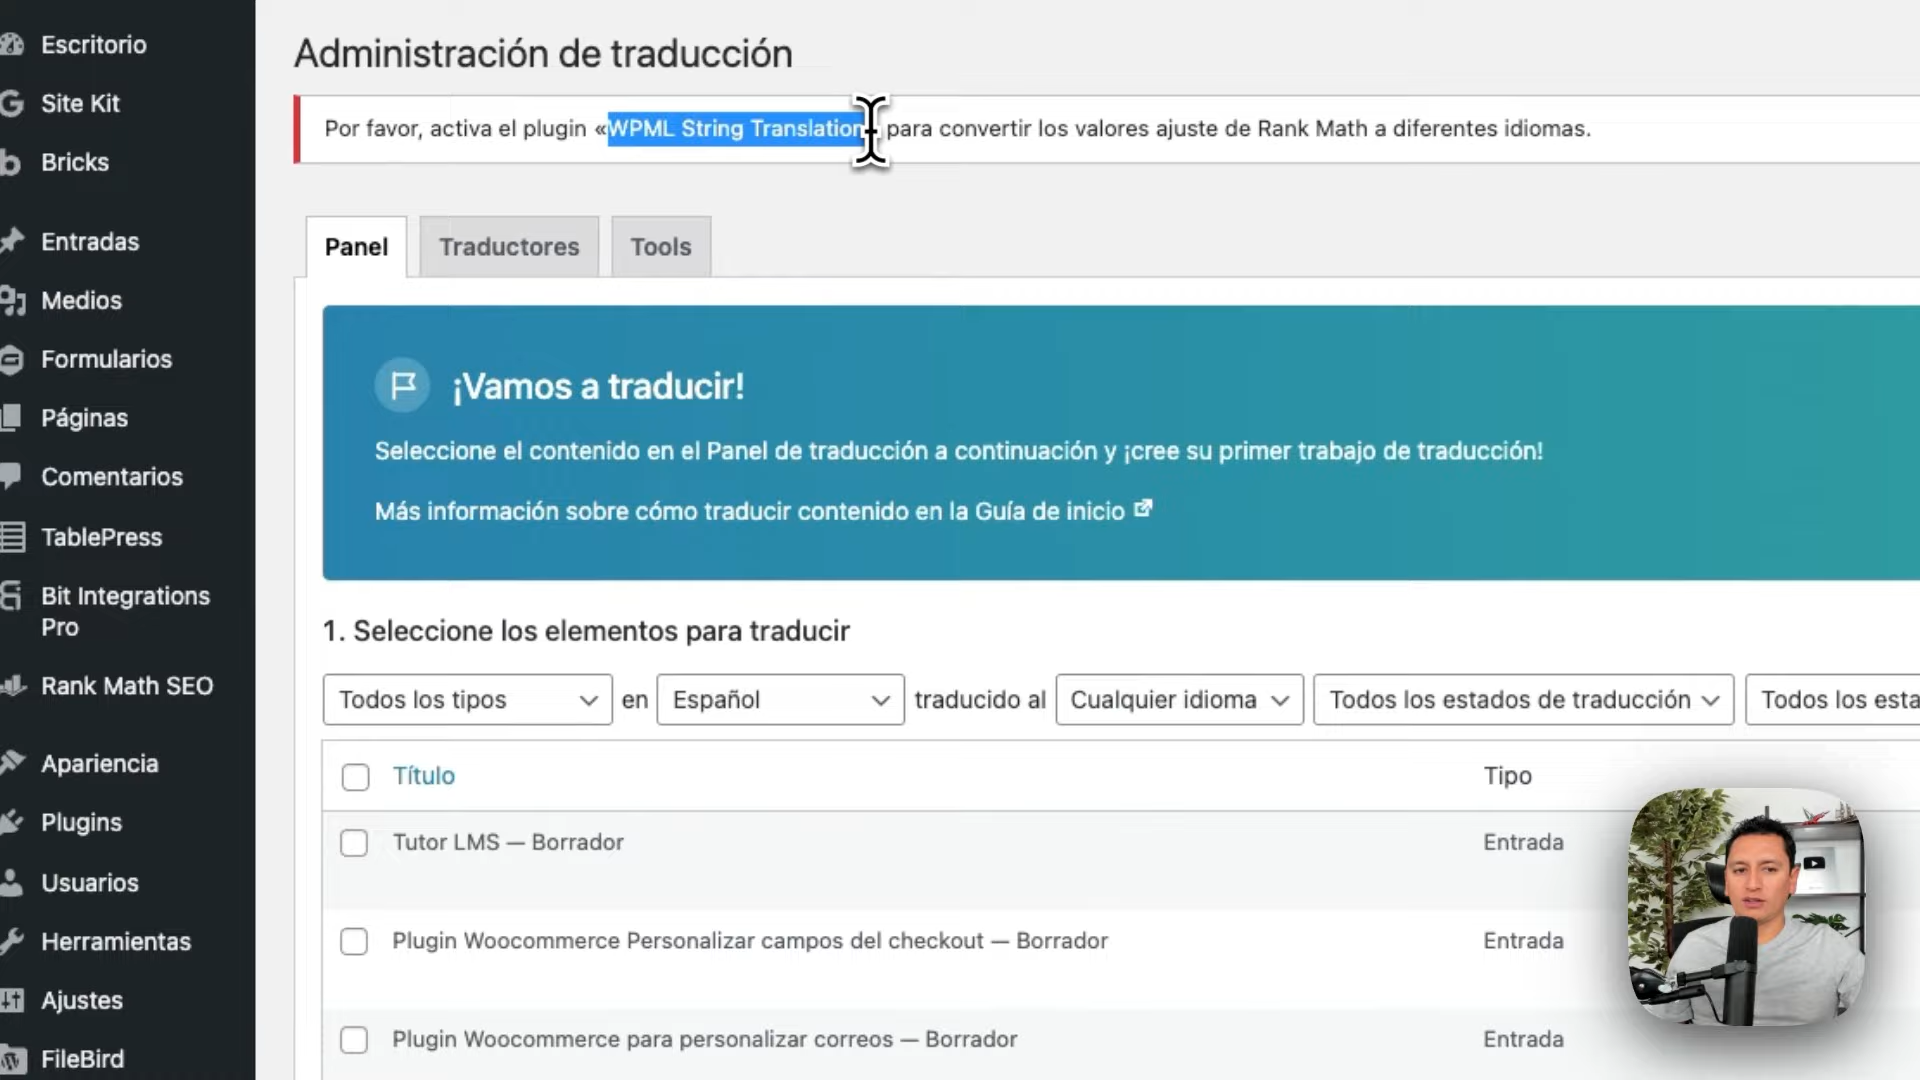 Escritorio
Site Kit
Bricks
Entradas
Medios
Formularios
Páginas
Comentarios
TablePress
Bit Integrations
Pro
Rank Math SEO
Apariencia
Plugins
Usuarios
Herramientas
Ajustes
FileBird
Administración de traducción
Por favor, activa el plugin «WPML String Translation» para convertir los valores ajuste de Rank Math a diferentes idiomas.
Panel Traductores Tools
¡Vamos a traducir!
Seleccione el contenido en el Panel de traducción a continuación y ¡cree su primer trabajo de traducción!
Más información sobre cómo traducir contenido en la Guía de inicio
1. Seleccione los elementos para traducir
Todos los tipos en Español traducido al Cualquier idioma Todos los estados de traducción Todos los esta
Título Tipo
Tutor LMS — Borrador Entrada
Plugin Woocommerce Personalizar campos del checkout — Borrador Entrada
Plugin Woocommerce para personalizar correos — Borrador Entrada